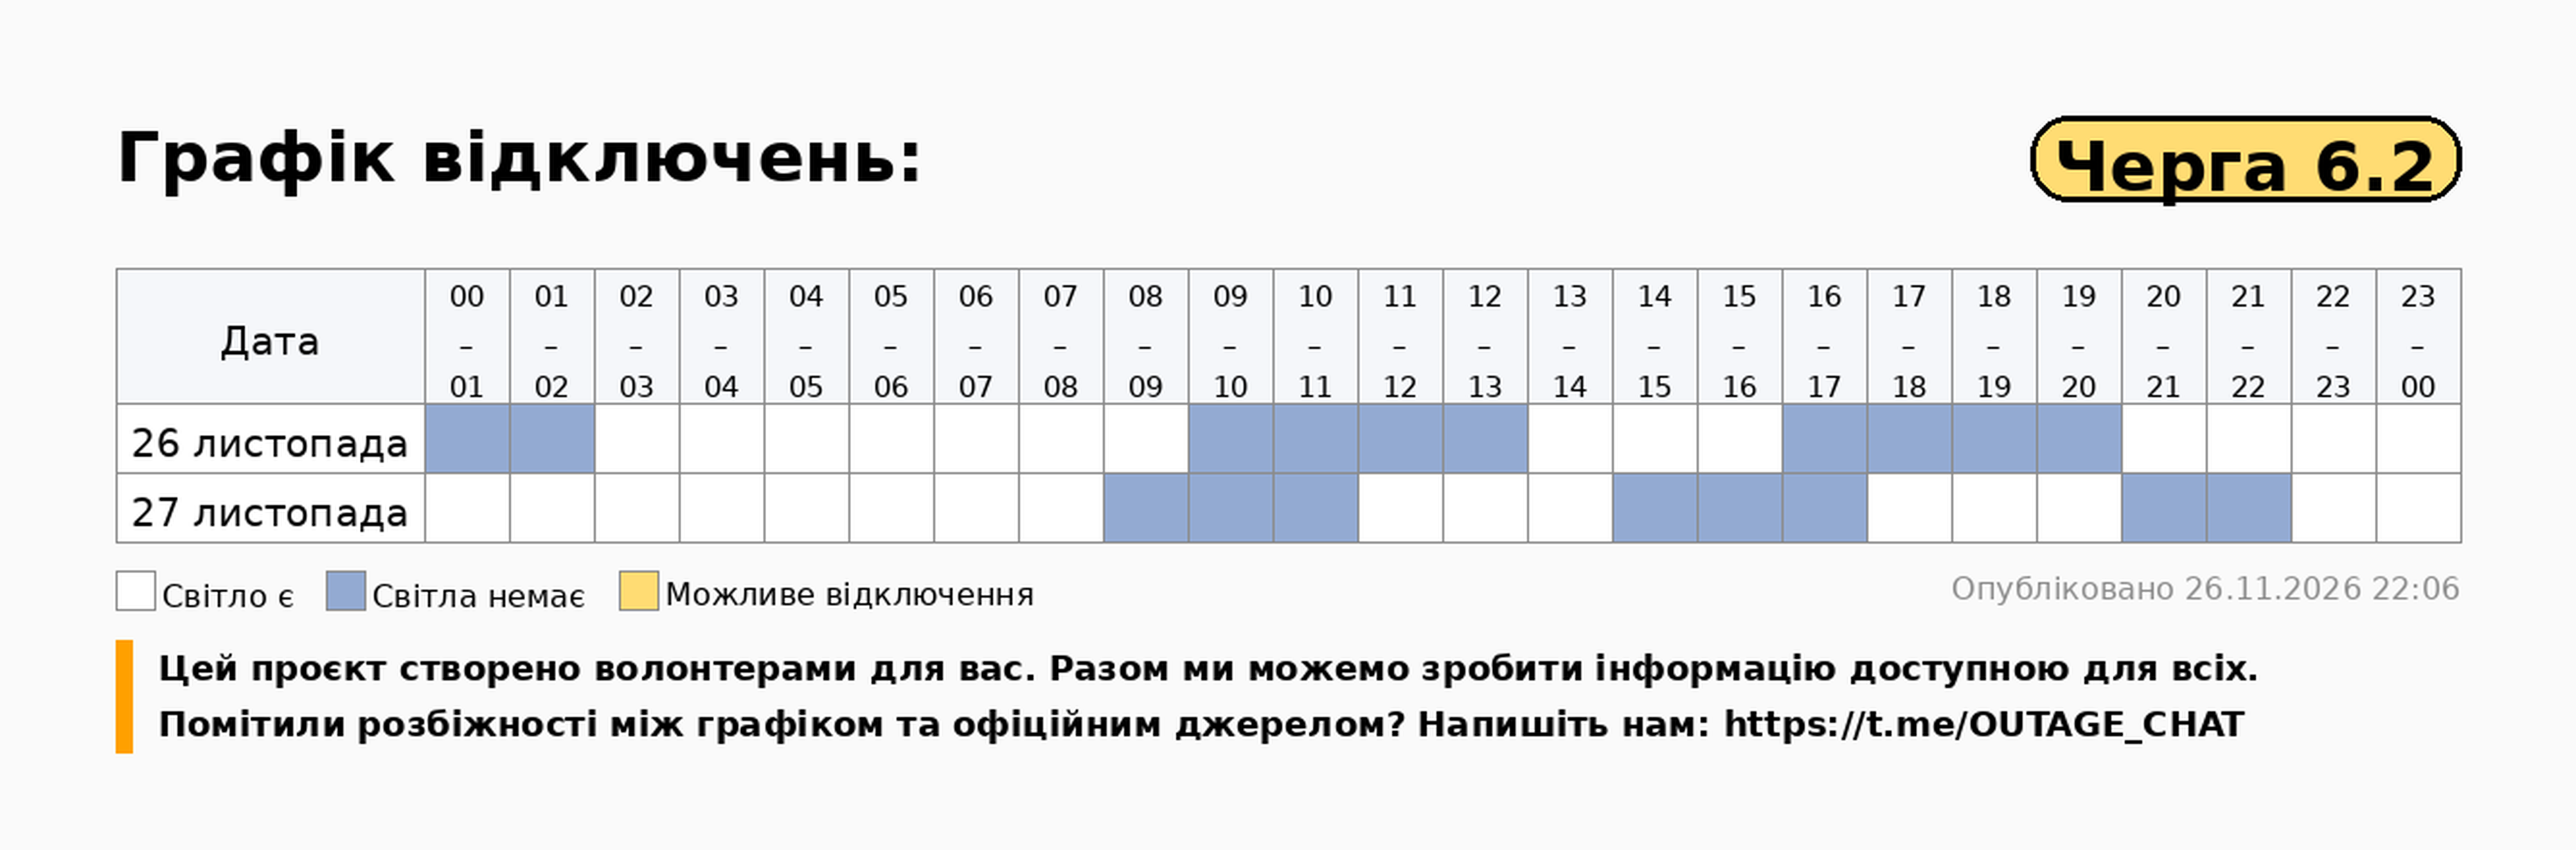 Графік відключень:
Черга 6.2
Дата
00 – 01
01 – 02
02 – 03
03 – 04
04 – 05
05 – 06
06 – 07
07 – 08
08 – 09
09 – 10
10 – 11
11 – 12
12 – 13
13 – 14
14 – 15
15 – 16
16 – 17
17 – 18
18 – 19
19 – 20
20 – 21
21 – 22
22 – 23
23 – 00
26 листопада
27 листопада
Світло є
Світла немає
Можливе відключення
Опубліковано 26.11.2026 22:06
Цей проєкт створено волонтерами для вас. Разом ми можемо зробити інформацію доступною для всіх.
Помітили розбіжності між графіком та офіційним джерелом? Напишіть нам: https://t.me/OUTAGE_CHAT